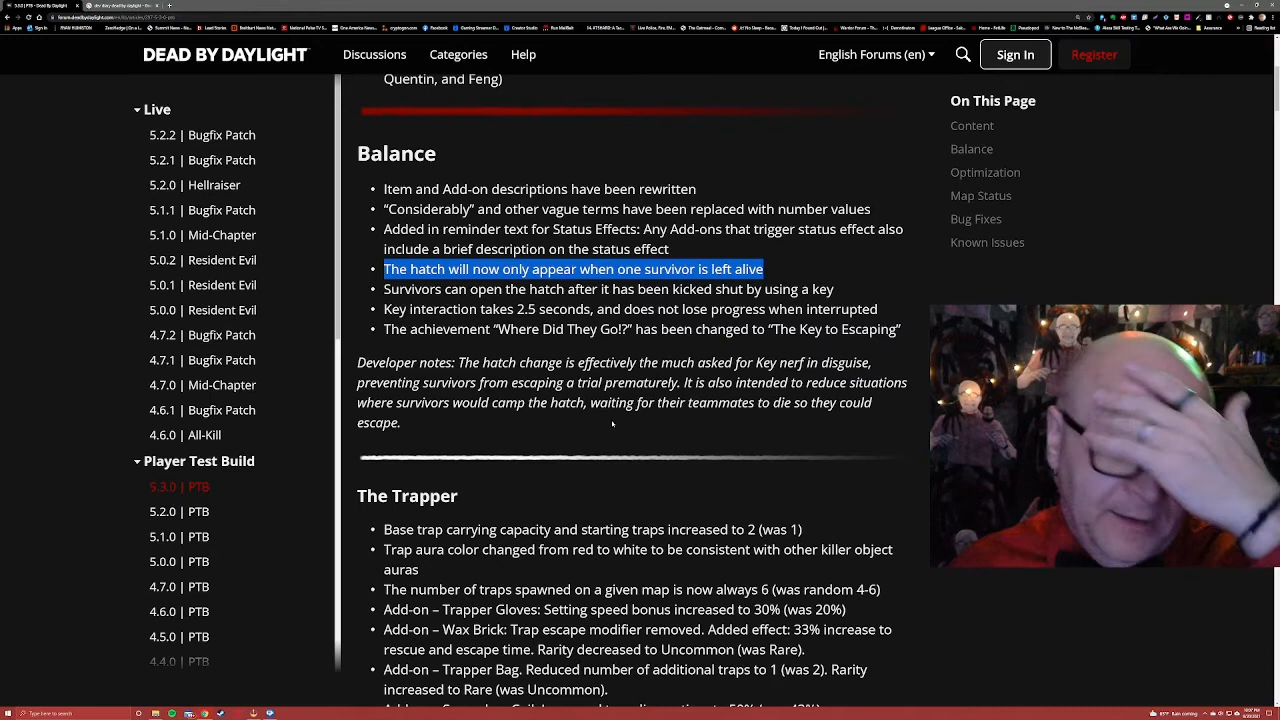 5.3.0 | PTB - Dead By Daylight
forum.deadbydaylight.com
DEAD BY DAYLIGHT
Discussions
Categories
Help
English Forums (en)
Sign In
Register
Live
5.2.2 | Bugfix Patch
5.2.1 | Bugfix Patch
5.2.0 | Hellraiser
5.1.1 | Bugfix Patch
5.1.0 | Mid-Chapter
5.0.2 | Resident Evil
5.0.1 | Resident Evil
5.0.0 | Resident Evil
4.7.2 | Bugfix Patch
4.7.1 | Bugfix Patch
4.7.0 | Mid-Chapter
4.6.1 | Bugfix Patch
4.6.0 | All-Kill
Player Test Build
5.3.0 | PTB
5.2.0 | PTB
5.1.0 | PTB
5.0.0 | PTB
4.7.0 | PTB
4.6.0 | PTB
4.5.0 | PTB
4.4.0 | PTB
Quentin, and Feng)
Balance
• Item and Add-on descriptions have been rewritten
• “Considerably” and other vague terms have been replaced with number values
• Added in reminder text for Status Effects: Any Add-ons that trigger status effect also
include a brief description on the status effect
• The hatch will now only appear when one survivor is left alive
• Survivors can open the hatch after it has been kicked shut by using a key
• Key interaction takes 2.5 seconds, and does not lose progress when interrupted
• The achievement “Where Did They Go!?” has been changed to “The Key to Escaping”
Developer notes: The hatch change is effectively the much asked for Key nerf in disguise,
preventing survivors from escaping a trial prematurely. It is also intended to reduce situations
where survivors would camp the hatch, waiting for their teammates to die so they could
escape.
The Trapper
• Base trap carrying capacity and starting traps increased to 2 (was 1)
• Trap aura color changed from red to white to be consistent with other killer object
auras
• The number of traps spawned on a given map is now always 6 (was random 4-6)
• Add-on – Trapper Gloves: Setting speed bonus increased to 30% (was 20%)
• Add-on – Wax Brick: Trap escape modifier removed. Added effect: 33% increase to
rescue and escape time. Rarity decreased to Uncommon (was Rare).
• Add-on – Trapper Bag. Reduced number of additional traps to 1 (was 2). Rarity
increased to Rare (was Uncommon).
On This Page
Content
Balance
Optimization
Map Status
Bug Fixes
Known Issues
Type here to search